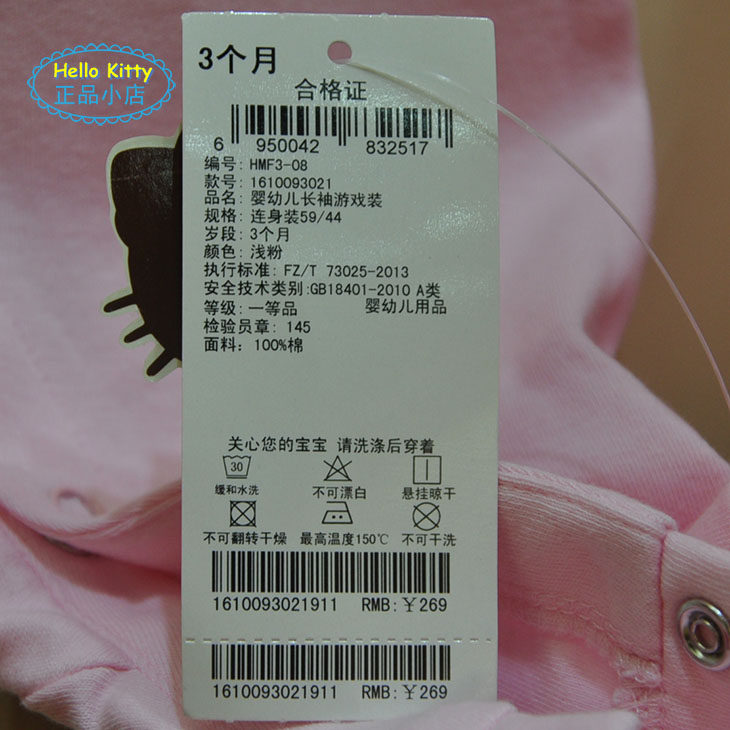 Hello Kitty
正品小店
3个月
合格证
6 950042 832517
编号: HMF3-08
款号: 1610093021
品名: 婴幼儿长袖游戏装
规格: 连身装59/44
岁段: 3个月
颜色: 浅粉
执行标准: FZ/T 73025-2013
安全技术类别:GB18401-2010 A类
等级: 一等品 婴幼儿用品
检验员章: 145
面料: 100%棉
关心您的宝宝 请洗涤后穿着
30
缓和水洗 不可漂白 悬挂晾干
不可翻转干燥 最高温度150℃ 不可干洗
1610093021911 RMB: ¥269
1610093021911 RMB: ¥269